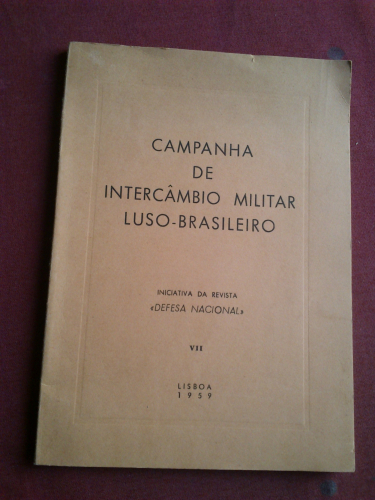 CAMPANHA
DE
INTERCÂMBIO MILITAR
LUSO-BRASILEIRO
INICIATIVA DA REVISTA
«DEFESA NACIONAL»
VII
LISBOA
1959